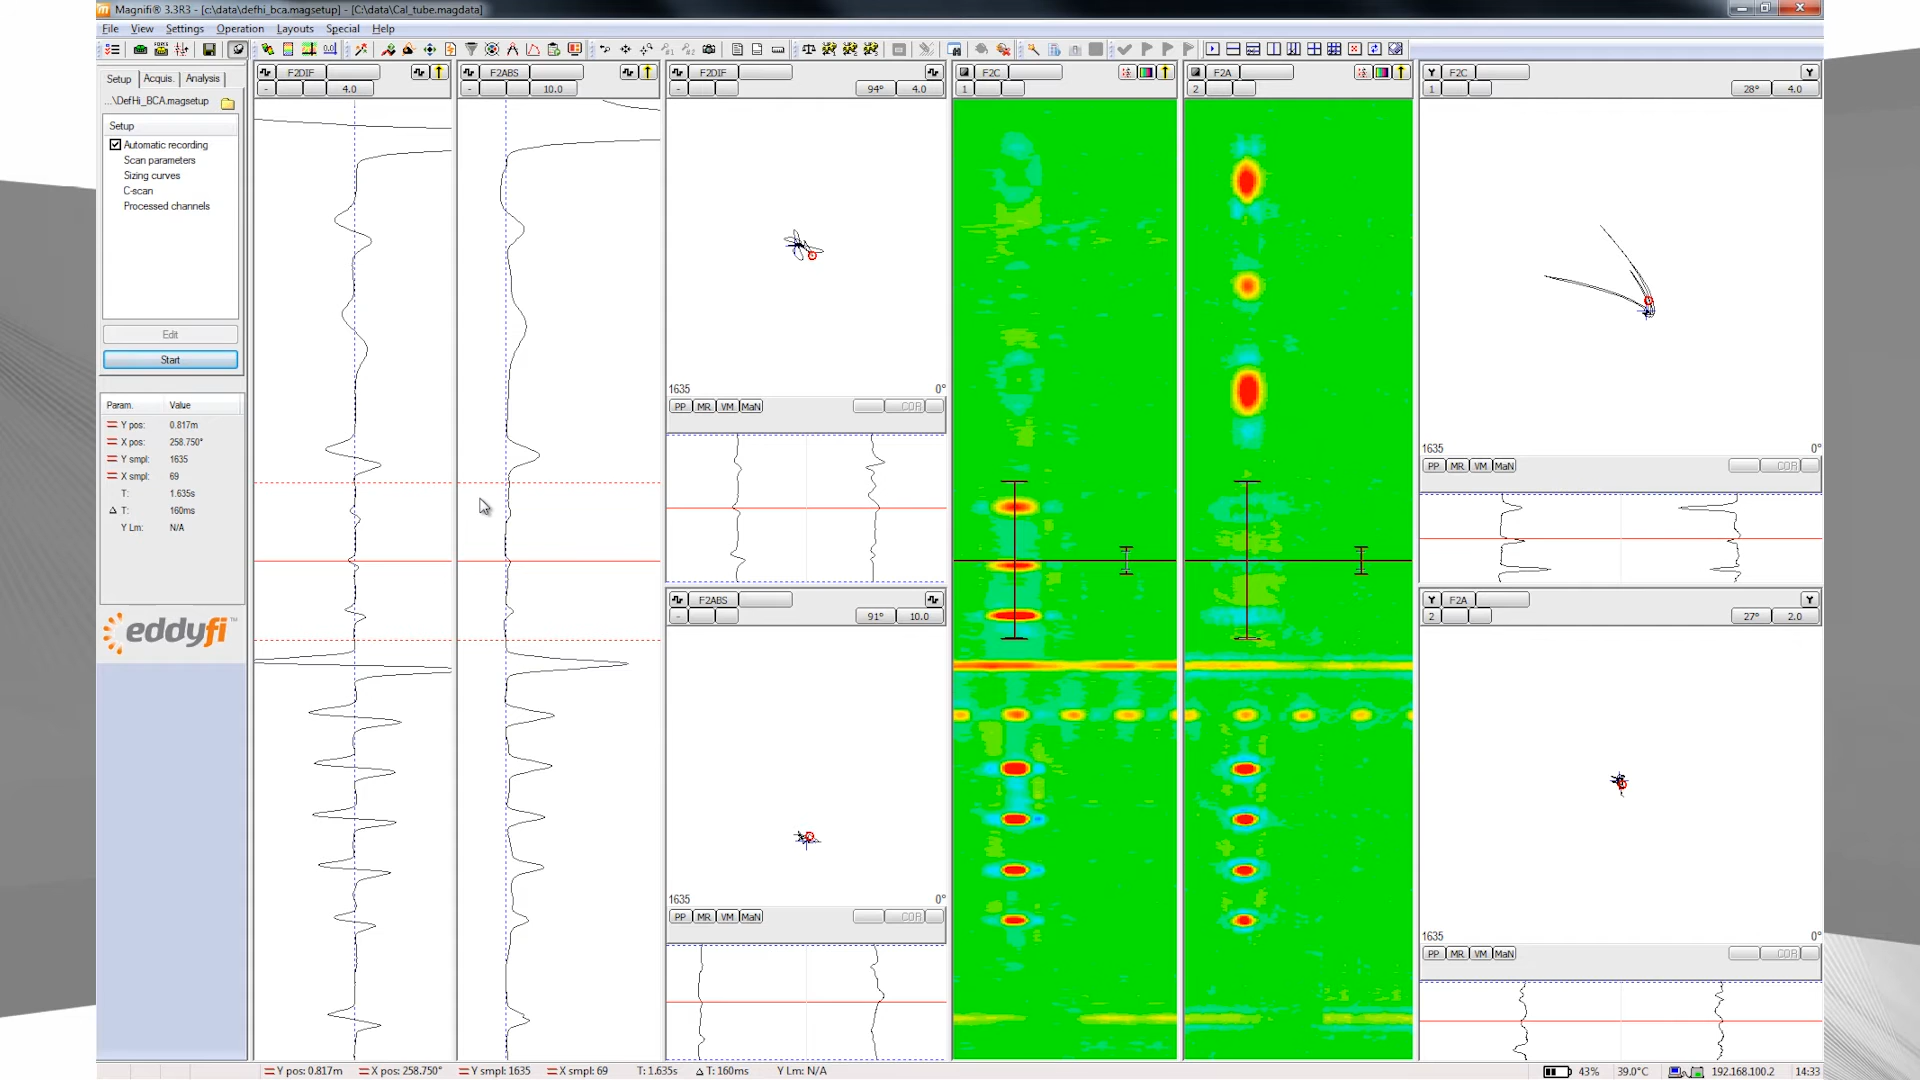 Magnifi® 3.3R3 - [c:\data\defhi_bca.magsetup] - [C:\data\Cal_tube.magdata]
File View Settings Operation Layouts Special Help
Setup Acquis. Analysis
...\DefHi_BCA.magsetup
Setup
Automatic recording
Scan parameters
Sizing curves
C-scan
Processed channels
Edit
Start
Param. Value
Y pos: 0.817m
X pos: 258.750°
Y smpl: 1635
X smpl: 69
T: 1.635s
Δ T: 160ms
Y Lm: N/A
eddyfi™
F2DIF
- 4.0
F2ABS
- 10.0
F2DIF
- 94° 4.0
1635 0°
PP MR VM MaN COR
F2ABS
- 91° 10.0
1635 0°
PP MR VM MaN COR
F2C
1
F2A
2
F2C
1 28° 4.0
1635 0°
PP MR VM MaN COR
F2A
2 27° 2.0
1635 0°
PP MR VM MaN COR
Y pos: 0.817m X pos: 258.750° Y smpl: 1635 X smpl: 69 T: 1.635s Δ T: 160ms Y Lm: N/A 43% 39.0°C 192.168.100.2 14:33